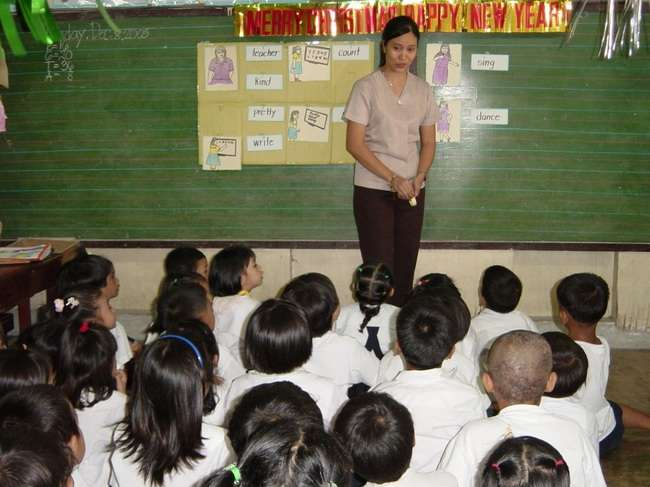 MERRY CHRISTMAS HAPPY NEW YEAR!
teacher
count
sing
kind
pretty
dance
write